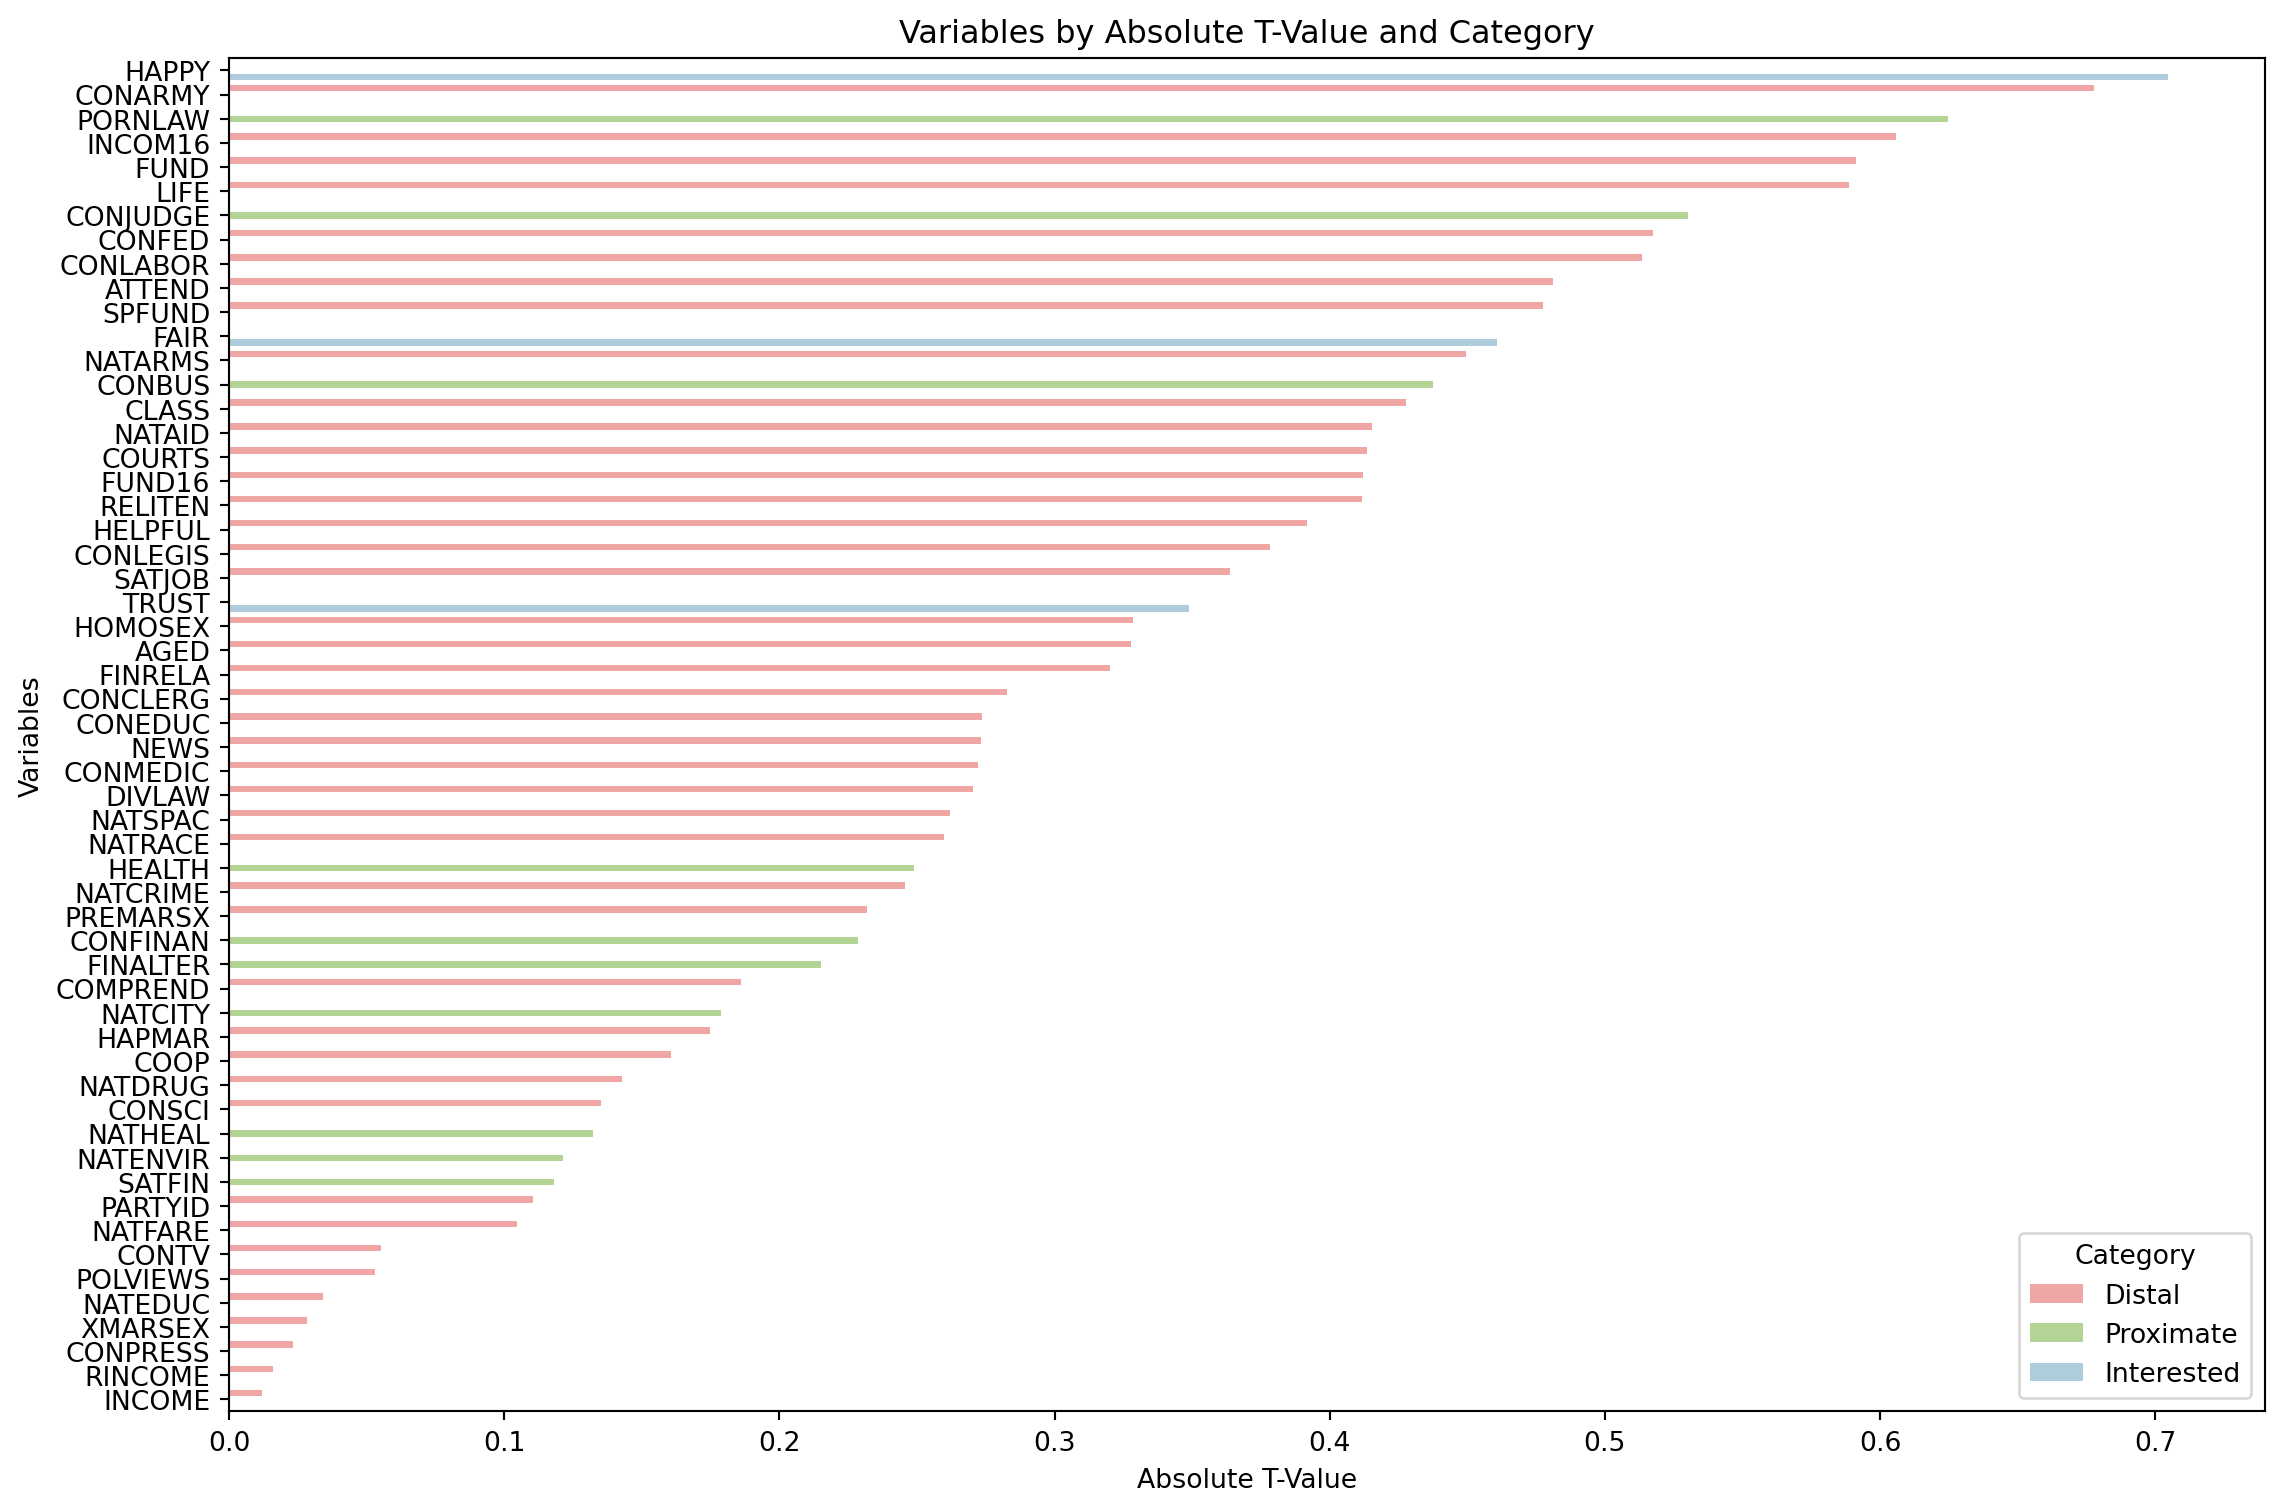 Variables by Absolute T-Value and Category
HAPPY
CONARMY
PORNLAW
INCOM16
FUND
LIFE
CONJUDGE
CONFED
CONLABOR
ATTEND
SPFUND
FAIR
NATARMS
CONBUS
CLASS
NATAID
COURTS
FUND16
RELITEN
HELPFUL
CONLEGIS
SATJOB
TRUST
HOMOSEX
AGED
FINRELA
CONCLERG
CONEDUC
NEWS
CONMEDIC
DIVLAW
NATSPAC
NATRACE
HEALTH
NATCRIME
PREMARSX
CONFINAN
FINALTER
COMPREND
NATCITY
HAPMAR
COOP
NATDRUG
CONSCI
NATHEAL
NATENVIR
SATFIN
PARTYID
NATFARE
CONTV
POLVIEWS
NATEDUC
XMARSEX
CONPRESS
RINCOME
INCOME
Variables
Category
Distal
Proximate
Interested
0.0 0.1 0.2 0.3 0.4 0.5 0.6 0.7
Absolute T-Value